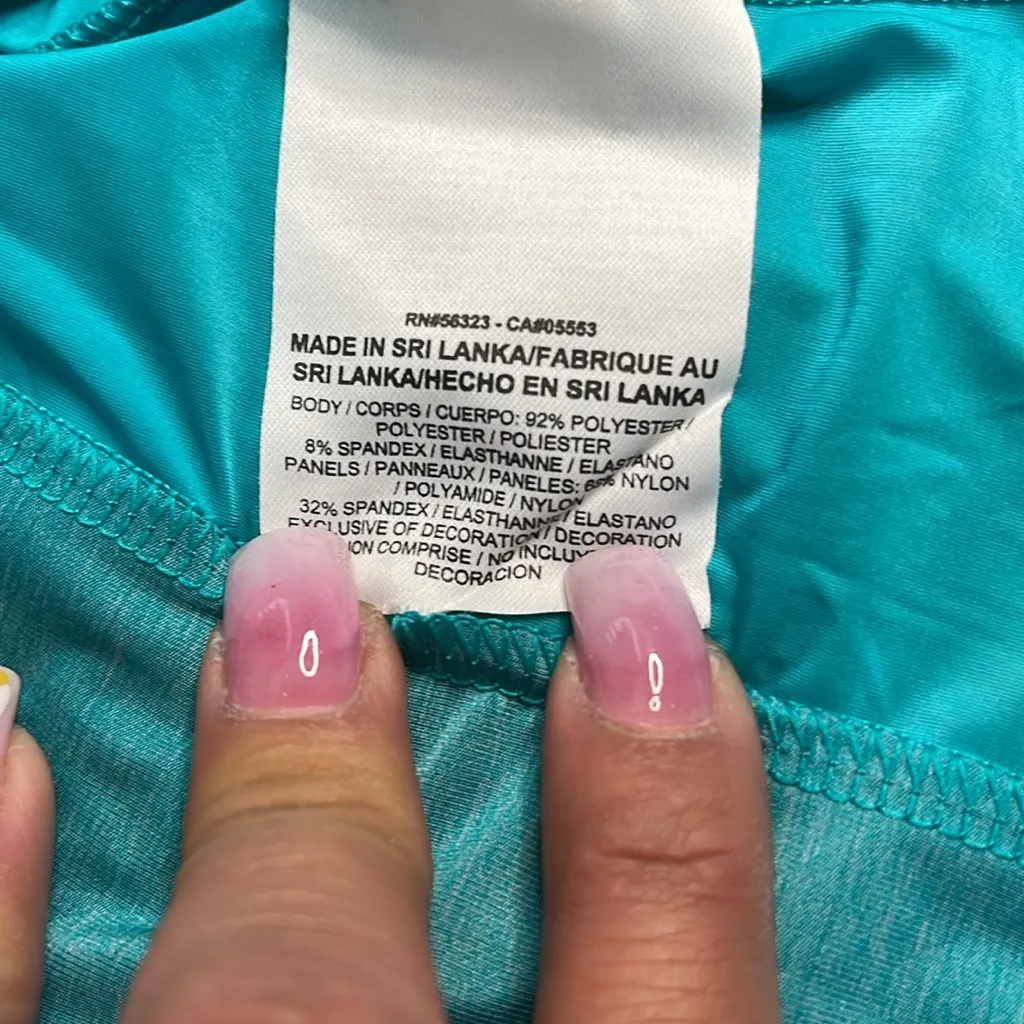 RN#56323 - CA#05553
MADE IN SRI LANKA/FABRIQUE AU
SRI LANKA/HECHO EN SRI LANKA
BODY / CORPS / CUERPO: 92% POLYESTER /
POLYESTER / POLIESTER
8% SPANDEX / ELASTHANNE / ELASTANO
PANELS / PANNEAUX / PANELES: NYLON
/ POLYAMIDE / NYLON
32% SPANDEX / ELASTHANNE / ELASTANO
EXCLUSIVE OF DECORATION / DECORATION
NON COMPRISE / NO INCLUYE
DECORACION